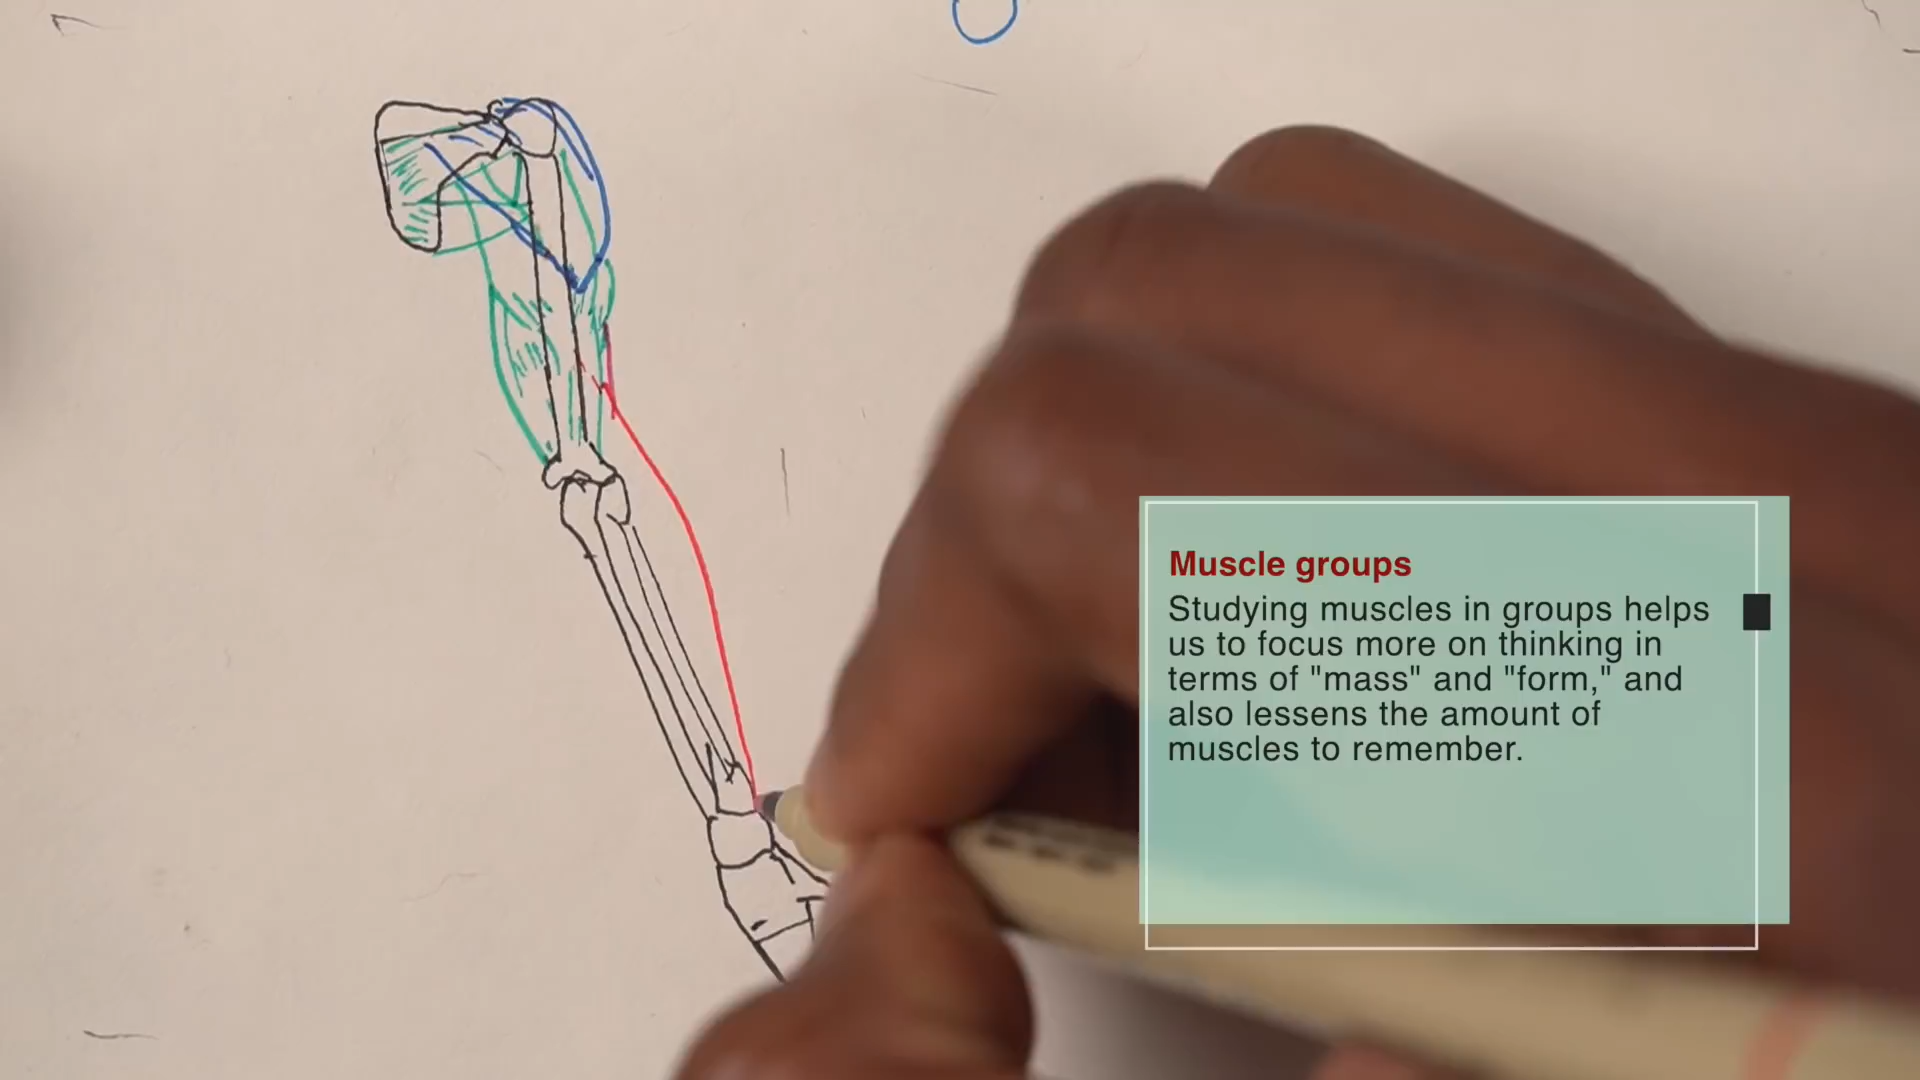 Muscle groups
Studying muscles in groups helps
us to focus more on thinking in
terms of "mass" and "form," and
also lessens the amount of
muscles to remember.